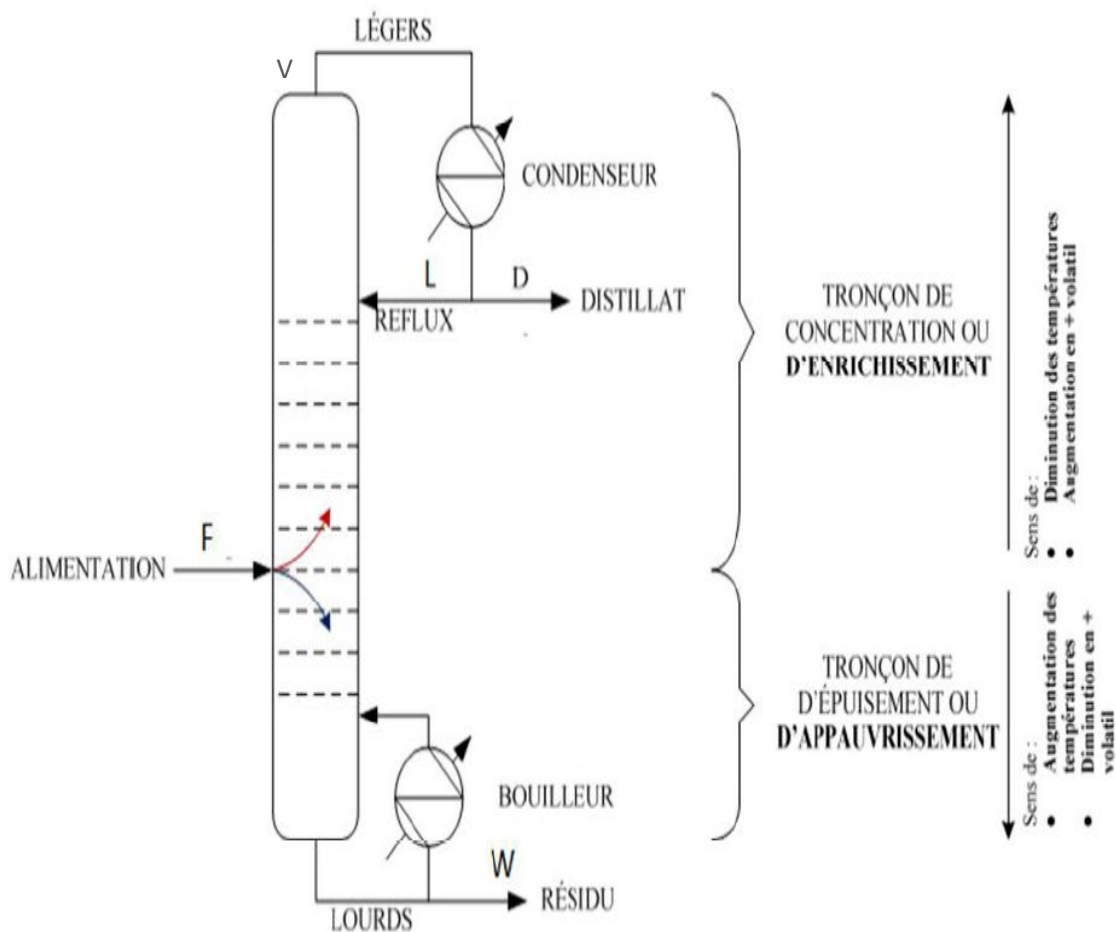 LÉGERS
V
CONDENSEUR
L
D
REFLUX
DISTILLAT
TRONÇON DE
CONCENTRATION OU
D'ENRICHISSEMENT
Sens de :
• Diminution des températures
• Augmentation en + volatil
F
ALIMENTATION
TRONÇON DE
D'ÉPUISEMENT OU
D'APPAUVRISSEMENT
Sens de :
• Augmentation des
températures
• Diminution en +
volatil
BOUILLEUR
W
RÉSIDU
LOURDS